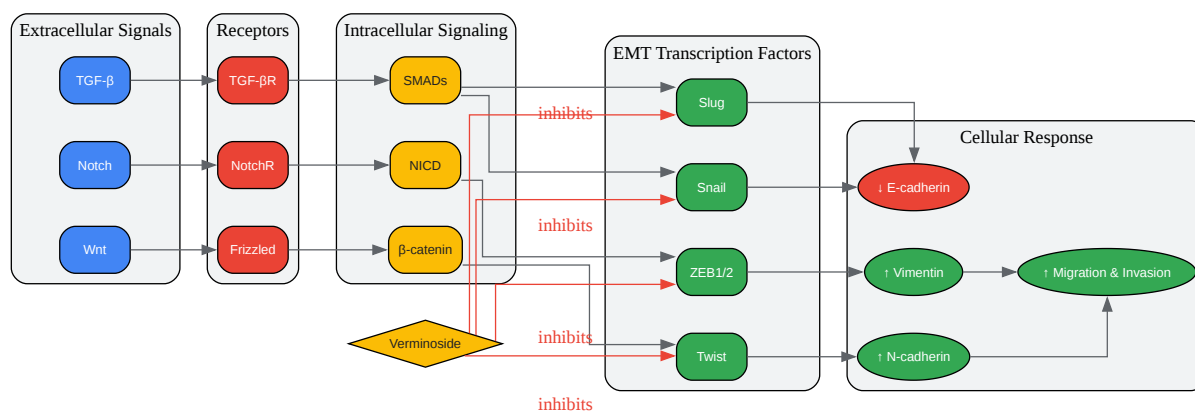 Extracellular Signals
TGF-β
Notch
Wnt
Receptors
TGF-βR
NotchR
Frizzled
Intracellular Signaling
SMADs
NICD
β-catenin
Verminoside
inhibits
inhibits
inhibits
inhibits
EMT Transcription Factors
Slug
Snail
ZEB1/2
Twist
Cellular Response
↓ E-cadherin
↑ Vimentin
↑ Migration & Invasion
↑ N-cadherin